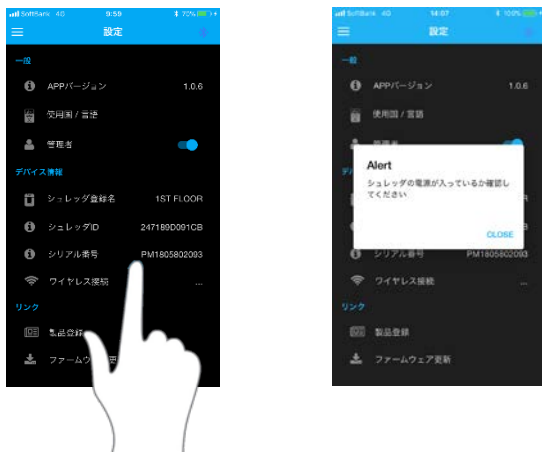 SoftBank 4G 9:59 70%
設定
一般
APPバージョン 1.0.6
使用国 / 言語
管理者
デバイス情報
シュレッダ登録名 1ST FLOOR
シュレッダID 247189D091CB
シリアル番号 PM1805802093
ワイヤレス接続 ...
リンク
製品登録
ファームウェア更
SoftBank 4G 14:07 100%
設定
一般
APPバージョン 1.0.6
使用国 / 言語
Alert
シュレッダの電源が入っているか確認し
てください
CLOSE
シリアル番号 PM1805802093
ワイヤレス接続 ...
リンク
製品登録
ファームウェア更新